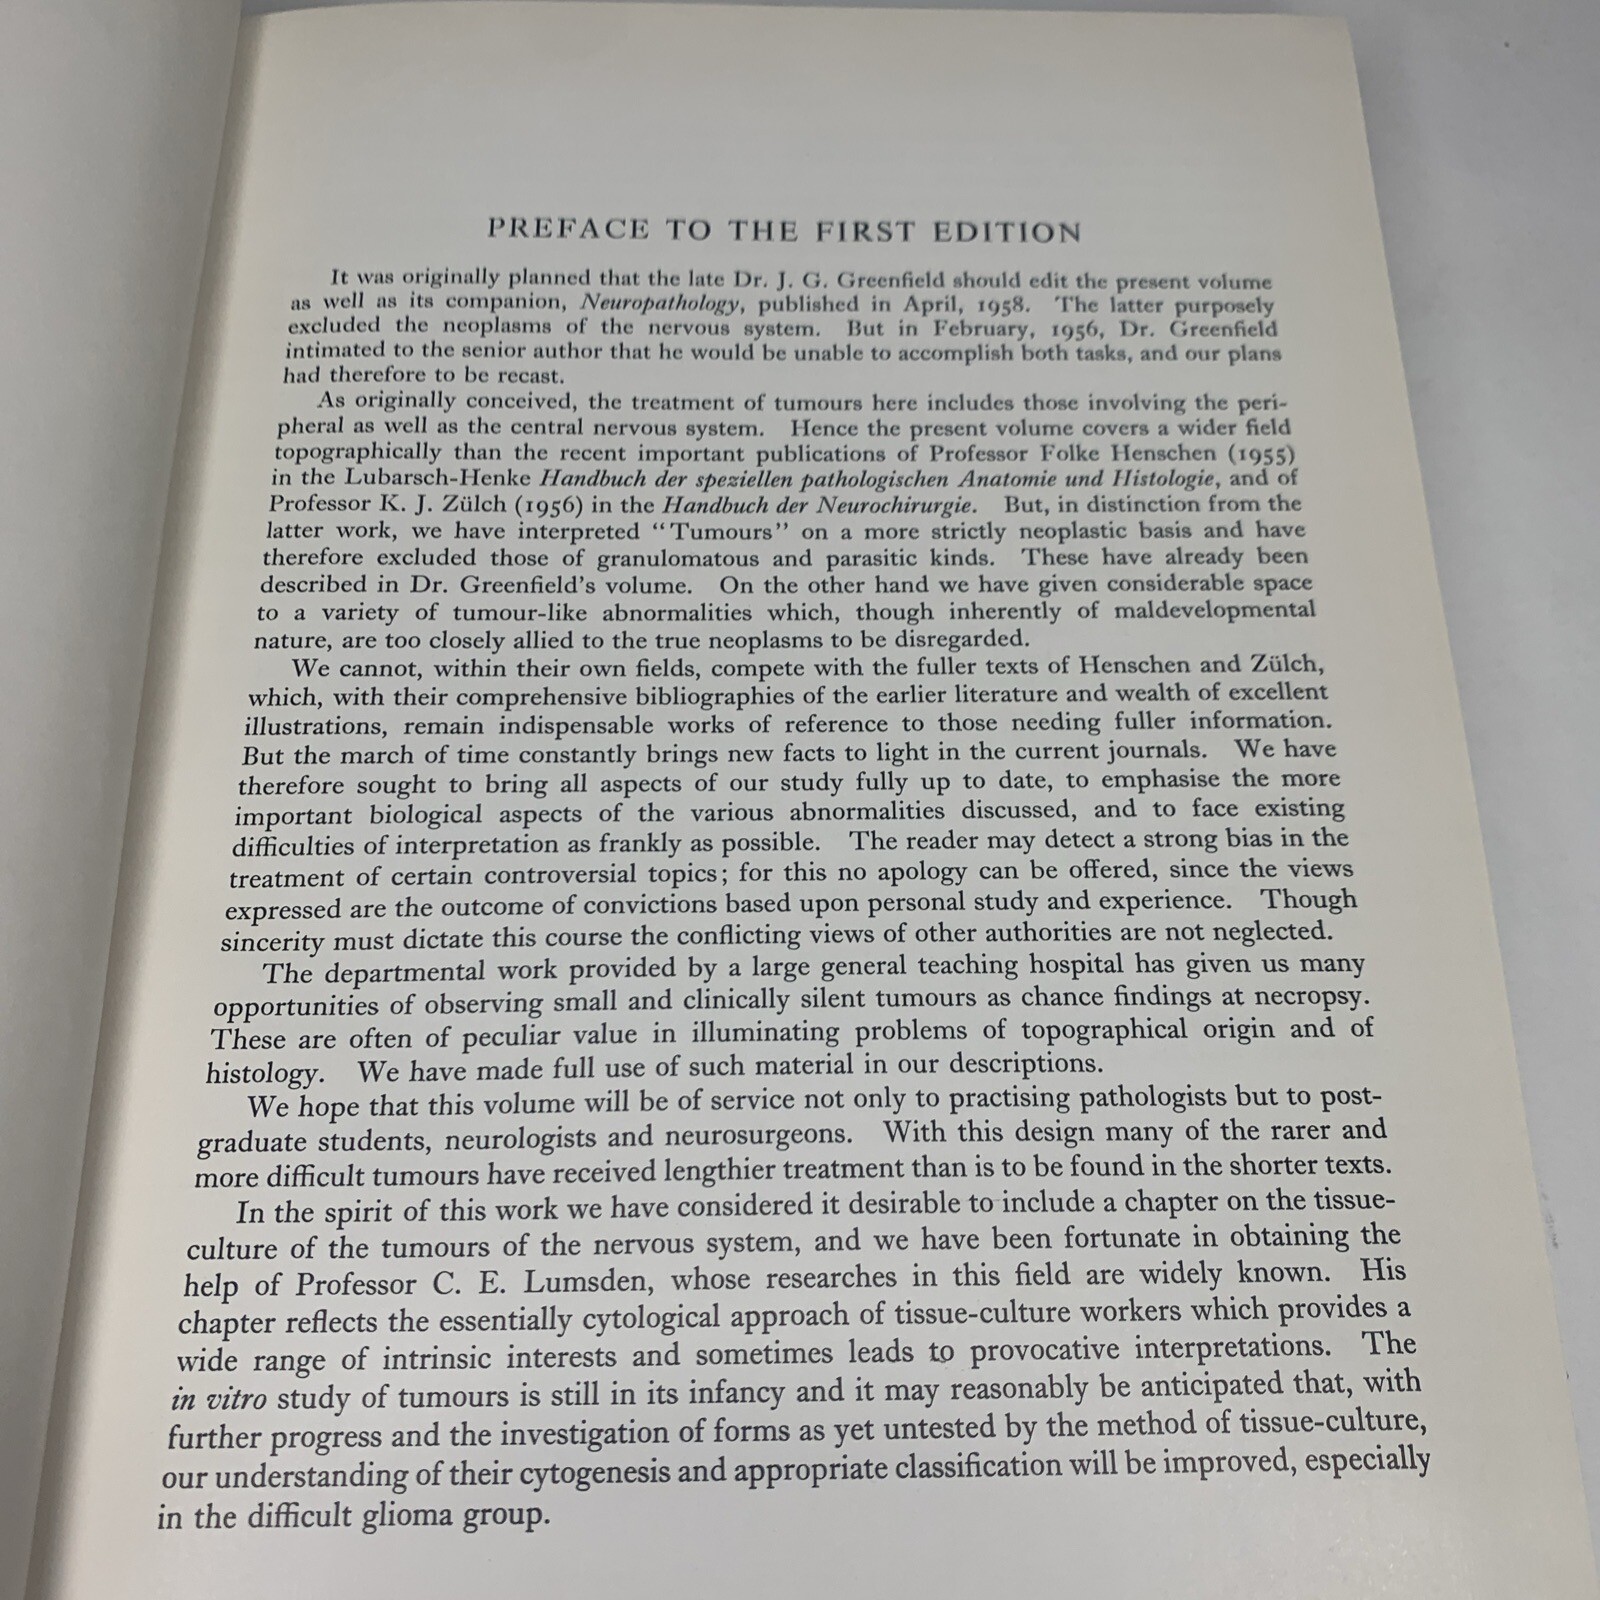 PREFACE TO THE FIRST EDITION
It was originally planned that the late Dr. J. G. Greenfield should edit the present volume
as well as its companion, Neuropathology, published in April, 1958. The latter purposely
excluded the neoplasms of the nervous system. But in February, 1956, Dr. Greenfield
intimated to the senior author that he would be unable to accomplish both tasks, and our plans
had therefore to be recast.
As originally conceived, the treatment of tumours here includes those involving the peri-
pheral as well as the central nervous system. Hence the present volume covers a wider field
topographically than the recent important publications of Professor Folke Henschen (1955)
in the Lubarsch-Henke Handbuch der speziellen pathologischen Anatomie und Histologie, and of
Professor K. J. Zülch (1956) in the Handbuch der Neurochirurgie. But, in distinction from the
latter work, we have interpreted "Tumours" on a more strictly neoplastic basis and have
therefore excluded those of granulomatous and parasitic kinds. These have already been
described in Dr. Greenfield's volume. On the other hand we have given considerable space
to a variety of tumour-like abnormalities which, though inherently of maldevelopmental
nature, are too closely allied to the true neoplasms to be disregarded.
We cannot, within their own fields, compete with the fuller texts of Henschen and Zülch,
which, with their comprehensive bibliographies of the earlier literature and wealth of excellent
illustrations, remain indispensable works of reference to those needing fuller information.
But the march of time constantly brings new facts to light in the current journals. We have
therefore sought to bring all aspects of our study fully up to date, to emphasise the more
important biological aspects of the various abnormalities discussed, and to face existing
difficulties of interpretation as frankly as possible. The reader may detect a strong bias in the
treatment of certain controversial topics; for this no apology can be offered, since the views
expressed are the outcome of convictions based upon personal study and experience. Though
sincerity must dictate this course the conflicting views of other authorities are not neglected.
The departmental work provided by a large general teaching hospital has given us many
opportunities of observing small and clinically silent tumours as chance findings at necropsy.
These are often of peculiar value in illuminating problems of topographical origin and of
histology. We have made full use of such material in our descriptions.
We hope that this volume will be of service not only to practising pathologists but to post-
graduate students, neurologists and neurosurgeons. With this design many of the rarer and
more difficult tumours have received lengthier treatment than is to be found in the shorter texts.
In the spirit of this work we have considered it desirable to include a chapter on the tissue-
culture of the tumours of the nervous system, and we have been fortunate in obtaining the
help of Professor C. E. Lumsden, whose researches in this field are widely known. His
chapter reflects the essentially cytological approach of tissue-culture workers which provides a
wide range of intrinsic interests and sometimes leads to provocative interpretations. The
in vitro study of tumours is still in its infancy and it may reasonably be anticipated that, with
further progress and the investigation of forms as yet untested by the method of tissue-culture,
our understanding of their cytogenesis and appropriate classification will be improved, especially
in the difficult glioma group.